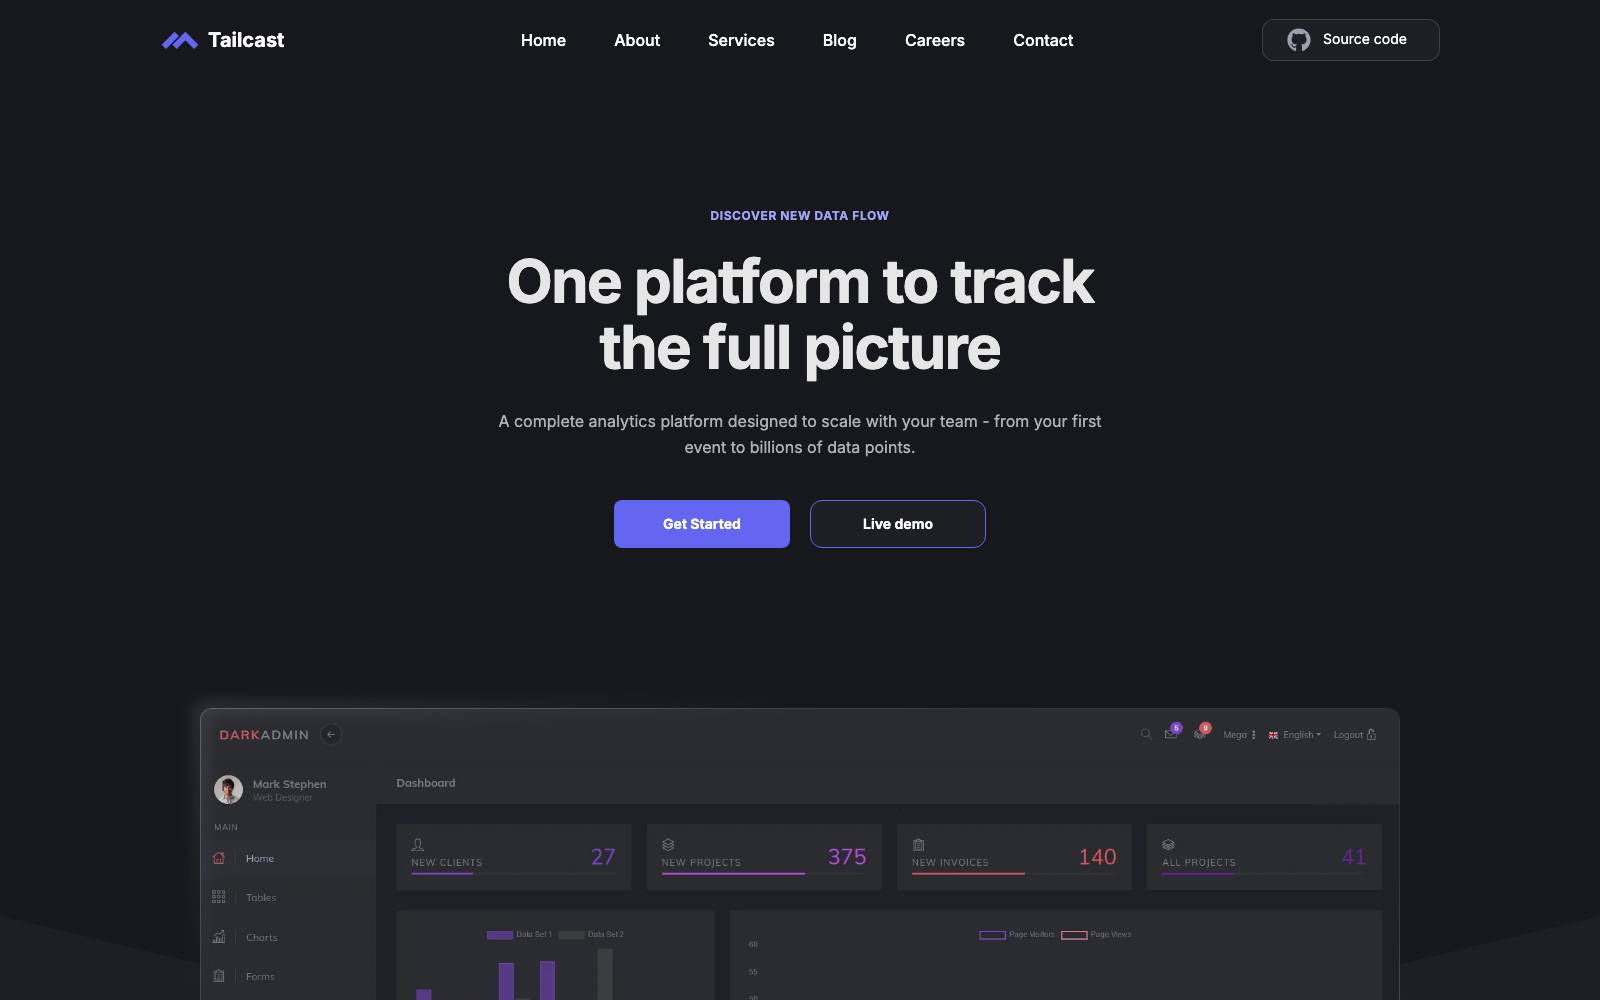 Tailcast
Home About Services Blog Careers Contact
Source code
DISCOVER NEW DATA FLOW
One platform to track
the full picture
A complete analytics platform designed to scale with your team - from your first
event to billions of data points.
Get Started
Live demo
DARKADMIN
5
9
Mega
English
Logout
Mark Stephen
Web Designer
Dashboard
MAIN
Home
Tables
Charts
Forms
NEW CLIENTS 27
NEW PROJECTS 375
NEW INVOICES 140
ALL PROJECTS 41
Data Set 1 Data Set 2
Page Visitors Page Views
60
55
50